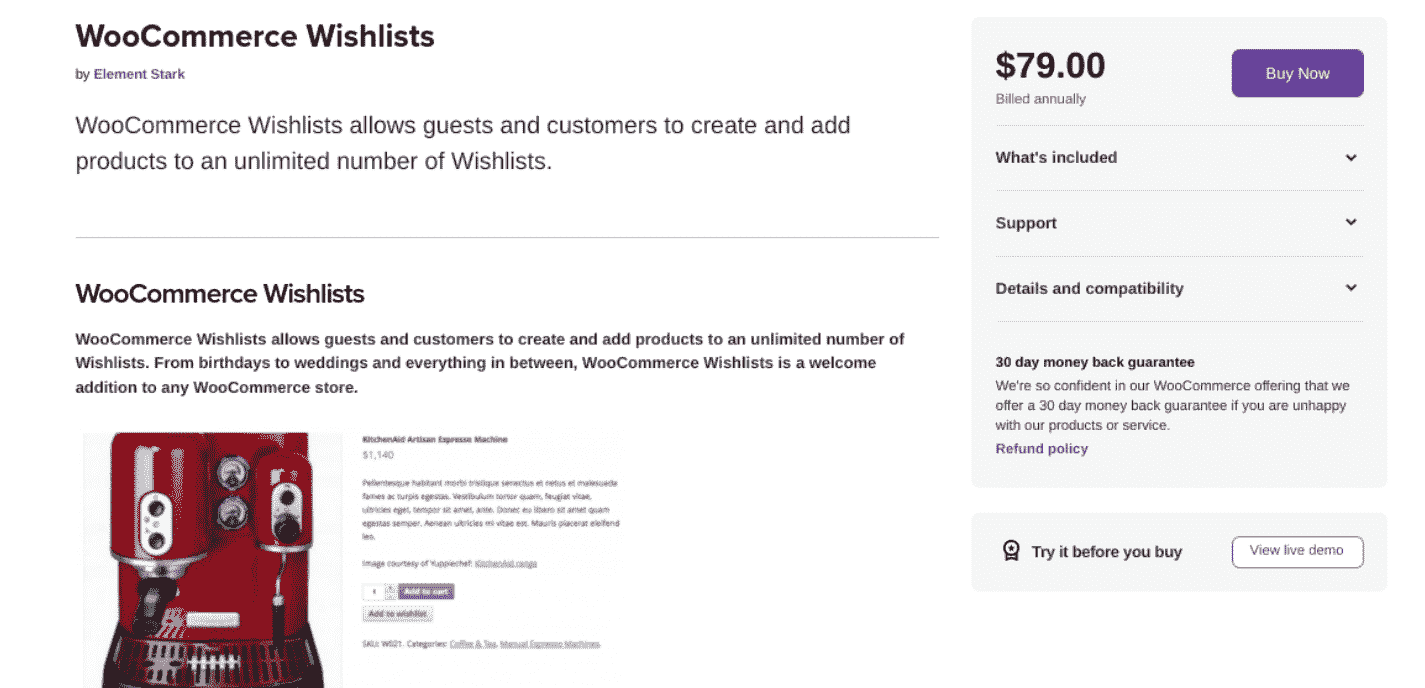 WooCommerce Wishlists
by Element Stark
WooCommerce Wishlists allows guests and customers to create and add
products to an unlimited number of Wishlists.
WooCommerce Wishlists
WooCommerce Wishlists allows guests and customers to create and add products to an unlimited number of
Wishlists. From birthdays to weddings and everything in between, WooCommerce Wishlists is a welcome
addition to any WooCommerce store.
KitchenAid Artisan Espresso Machine
$1,140
Pellentesque habitant morbi tristique senectus et netus et malesuada
fames ac turpis egestas. Vestibulum tortor quam, feugiat vitae,
ultricies eget, tempor sit amet, ante. Donec eu libero sit amet quam
egestas semper. Aenean ultricies mi vitae est. Mauris placerat eleifend
leo.
Image courtesy of Yuppiechef: KitchenAid range
1
Add to cart
Add to wishlist
SKU: W021. Categories: Coffee & Tea, Manual Espresso Machines.
$79.00
Buy Now
Billed annually
What's included
Support
Details and compatibility
30 day money back guarantee
We're so confident in our WooCommerce offering that we
offer a 30 day money back guarantee if you are unhappy
with our products or service.
Refund policy
Try it before you buy
View live demo